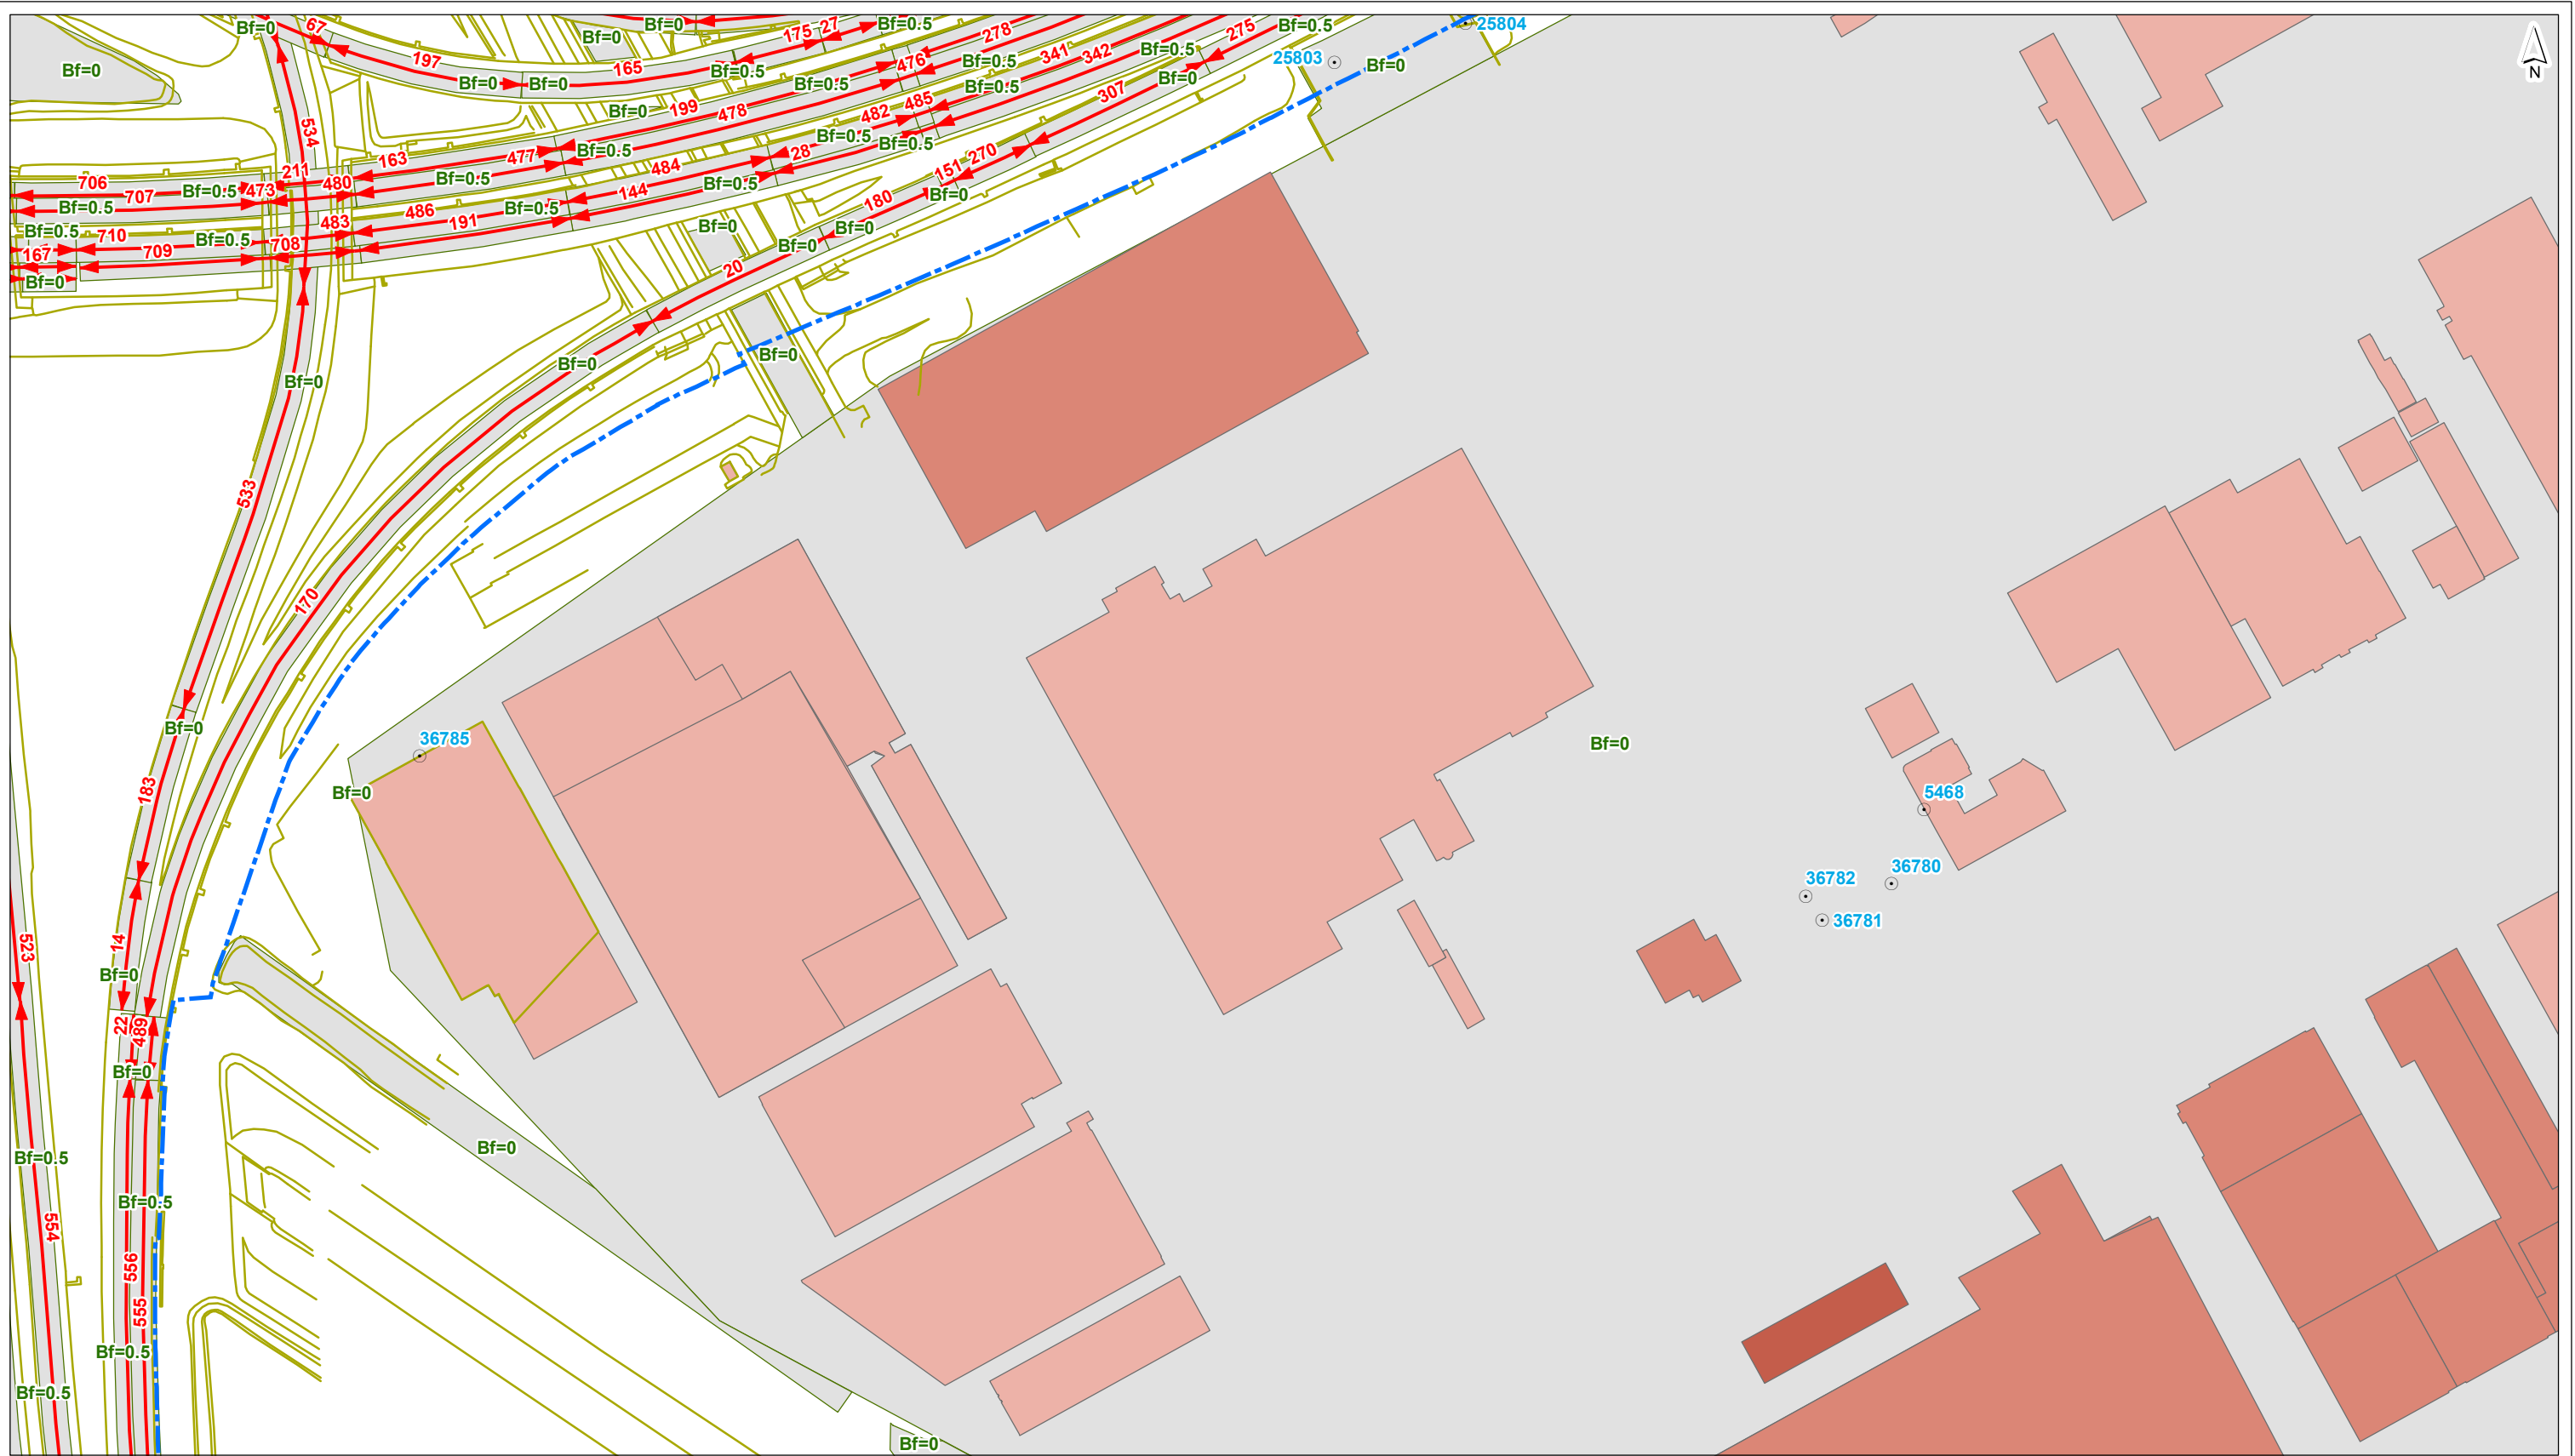 Bf=0
67
Bf=0
175
27
Bf=0.5
278
275
Bf=0.5
25804
Bf=0
197
165
Bf=0
Bf=0
Bf=0.5
476
Bf=0.5
341
342
Bf=0.5
Bf=0
25803
Bf=0
N
Bf=0
534
Bf=0
199
478
Bf=0.5
482
485
Bf=0.5
307
163
477
Bf=0.5
484
28
Bf=0.5
Bf=0.5
151
270
706
707
Bf=0.5
473
211
480
Bf=0.5
144
Bf=0.5
180
Bf=0
Bf=0.5
Bf=0.5
710
709
Bf=0.5
708
483
486
191
Bf=0.5
Bf=0
Bf=0
Bf=0
167
Bf=0
20
Bf=0
Bf=0
Bf=0
533
170
Bf=0
183
36785
Bf=0
Bf=0
5468
36780
36782
36781
523
14
Bf=0
22
489
Bf=0
Bf=0
Bf=0.5
Bf=0.5
554
556
555
Bf=0.5
Bf=0.5
Bf=0